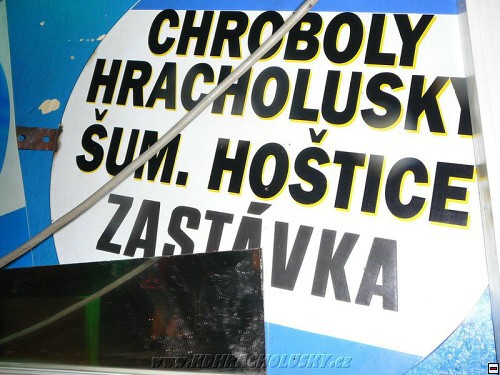 CHROBOLY
HRACHOLUSKY
ŠUM. HOŠTICE
ZASTÁVKA
www.KDHRACHOLUSKY.cz